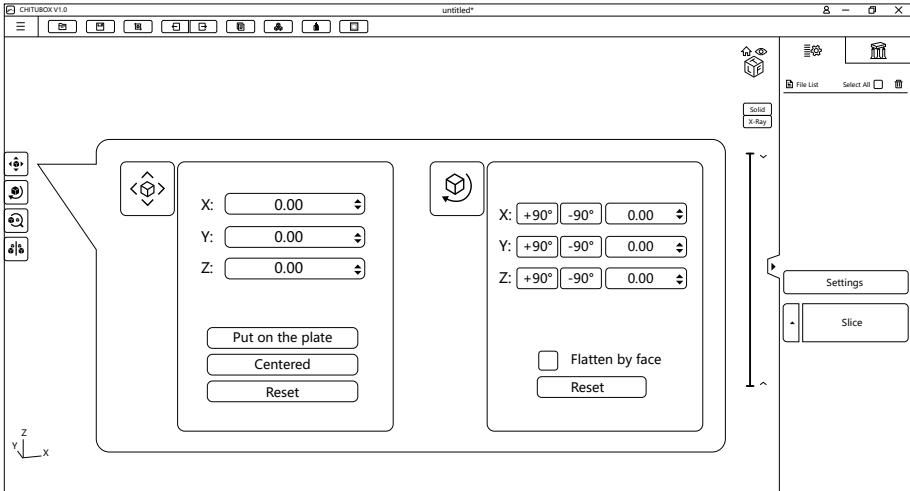 CHITUBOX V1.0
untitled*
L F
File List
Select All
Solid
X-Ray
X: 0.00
Y: 0.00
Z: 0.00
Put on the plate
Centered
Reset
X: +90° -90° 0.00
Y: +90° -90° 0.00
Z: +90° -90° 0.00
Flatten by face
Reset
Settings
Slice
Z
Y
X